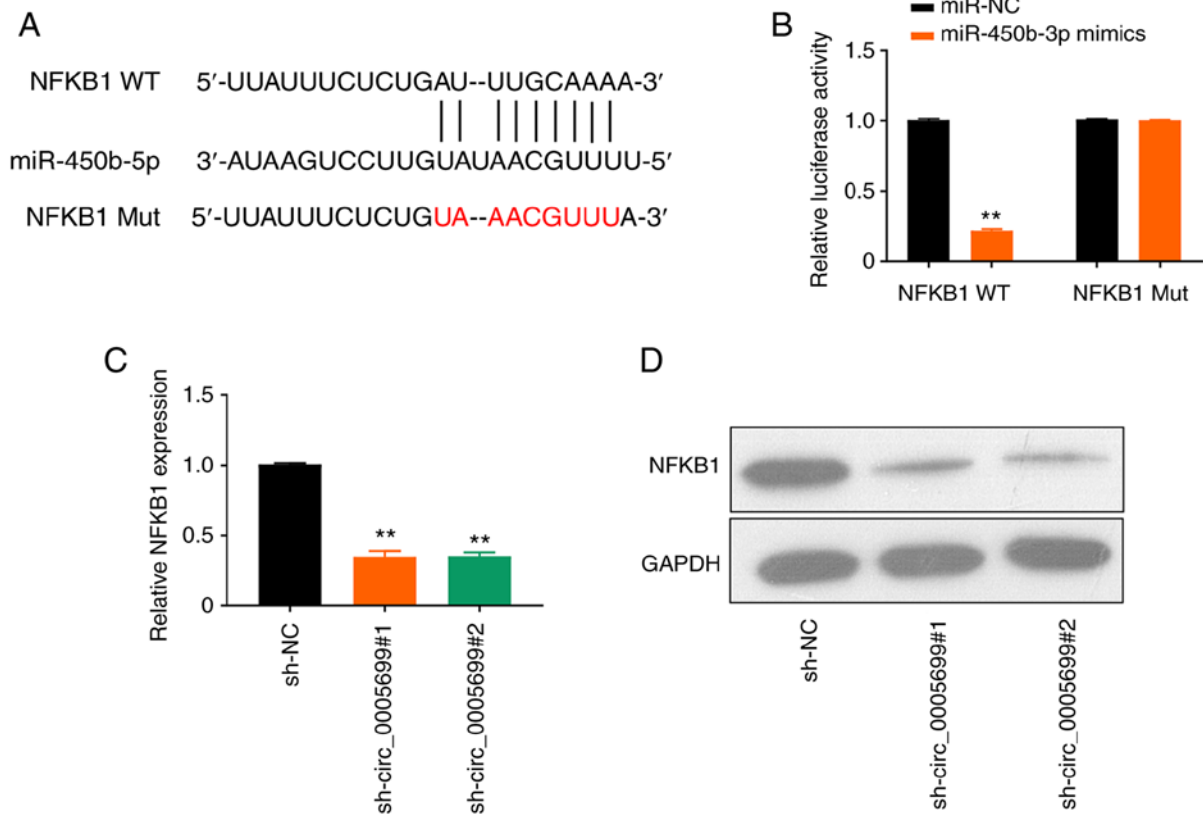 A
NFKB1 WT 5′-UUAUUUCUCUGAU--UUGCAAAA-3′
miR-450b-5p 3′-AUAAGUCCUUGUAUAACGUUUU-5′
NFKB1 Mut 5′-UUAUUUCUCUGUA--AACGUUUA-3′
B
miR-NC
miR-450b-3p mimics
Relative luciferase activity
1.5
1.0
0.5
0
**
NFKB1 WT
NFKB1 Mut
C
Relative NFKB1 expression
1.5
1.0
0.5
0
**
**
sh-NC
sh-circ_0005699#1
sh-circ_0005699#2
D
NFKB1
GAPDH
sh-NC
sh-circ_0005699#1
sh-circ_0005699#2